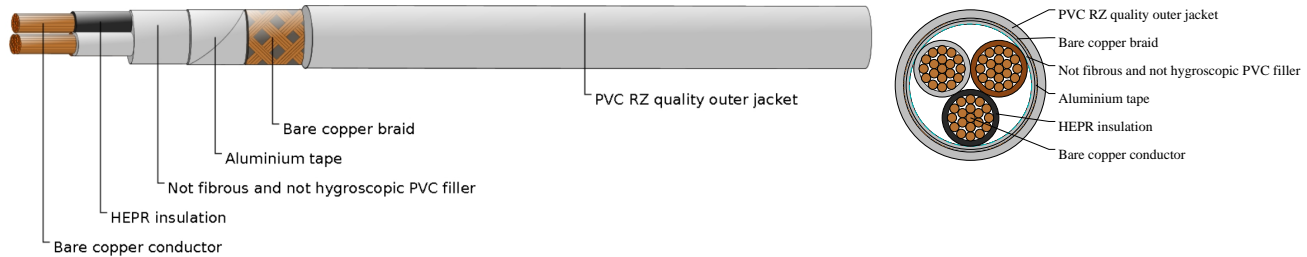 PVC RZ quality outer jacket
Bare copper braid
Aluminium tape
Not fibrous and not hygroscopic PVC filler
HEPR insulation
Bare copper conductor
PVC RZ quality outer jacket
Bare copper braid
Not fibrous and not hygroscopic PVC filler
Aluminium tape
HEPR insulation
Bare copper conductor